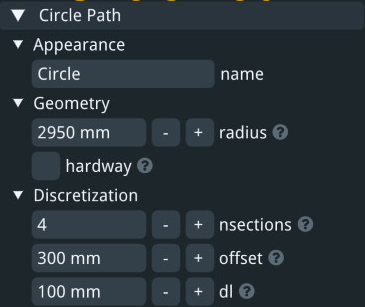 Circle Path
Appearance
Circle name
Geometry
2950 mm - + radius ?
hardway ?
Discretization
4 - + nsections ?
300 mm - + offset ?
100 mm - + dl ?